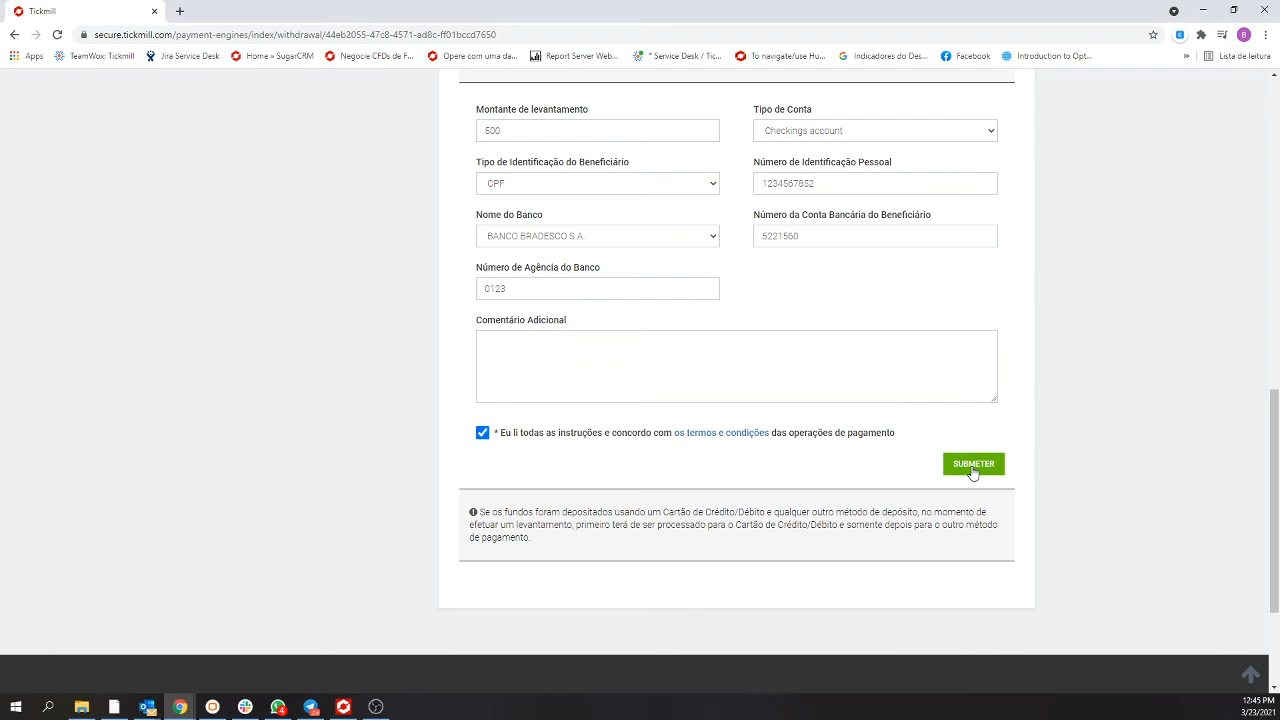 Tickmill
secure.tickmill.com/payment-engines/index/withdrawal/44eb2055-47c8-4571-ad8c-ff01bccd7650
B
Apps
TeamWox: Tickmill
Jira Service Desk
Home » SugarCRM
Negocie CFDs de F...
Opere com uma da...
Report Server Web...
* Service Desk / Tic...
To navigate/use Hu...
Indicadores do Des...
Facebook
Introduction to Opt...
»
Lista de leitura
Montante de levantamento
Tipo de Conta
500
Checkings account
Tipo de Identificação do Beneficiário
Número de Identificação Pessoal
CPF
1234567852
Nome do Banco
Número da Conta Bancária do Beneficiário
BANCO BRADESCO S.A.
5221560
Número de Agência do Banco
0123
Comentário Adicional
* Eu li todas as instruções e concordo com os termos e condições das operações de pagamento
SUBMETER
Se os fundos foram depositados usando um Cartão de Crédito/Débito e qualquer outro método de depósito, no momento de
efetuar um levantamento, primeiro terá de ser processado para o Cartão de Crédito/Débito e somente depois para o outro método
de pagamento.
4
12:45 PM
3/23/2021